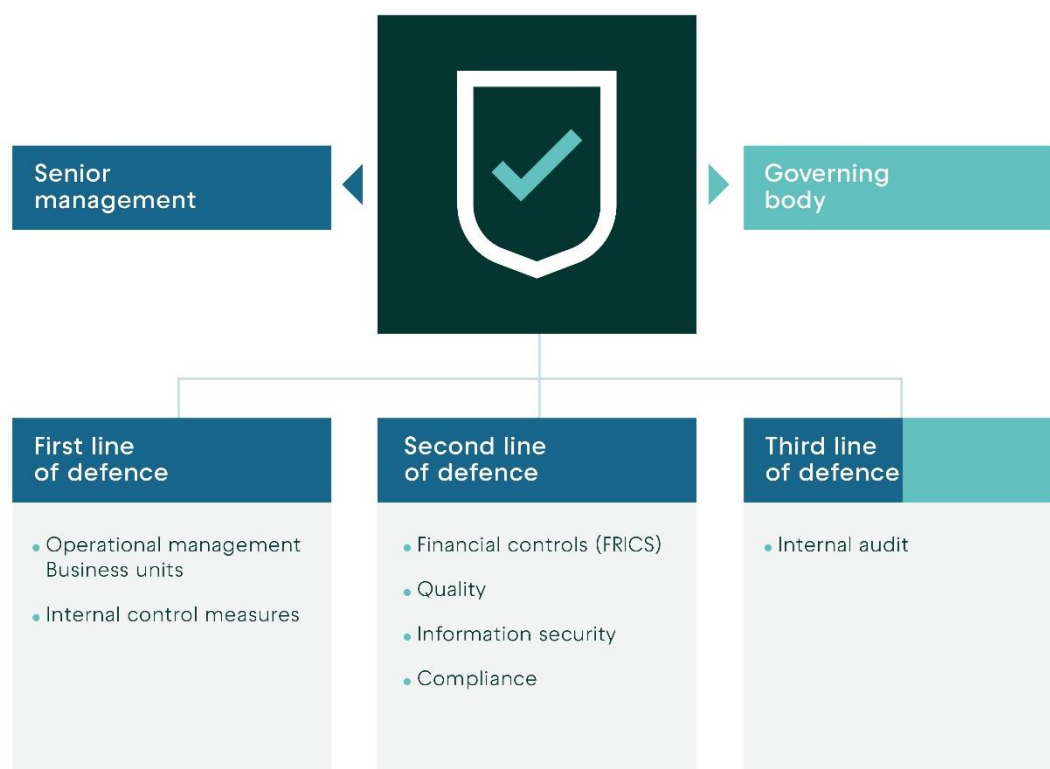 Senior
management
Governing
body
First line
of defence
• Operational management
Business units
• Internal control measures
Second line
of defence
• Financial controls (FRICS)
• Quality
• Information security
• Compliance
Third line
of defence
• Internal audit